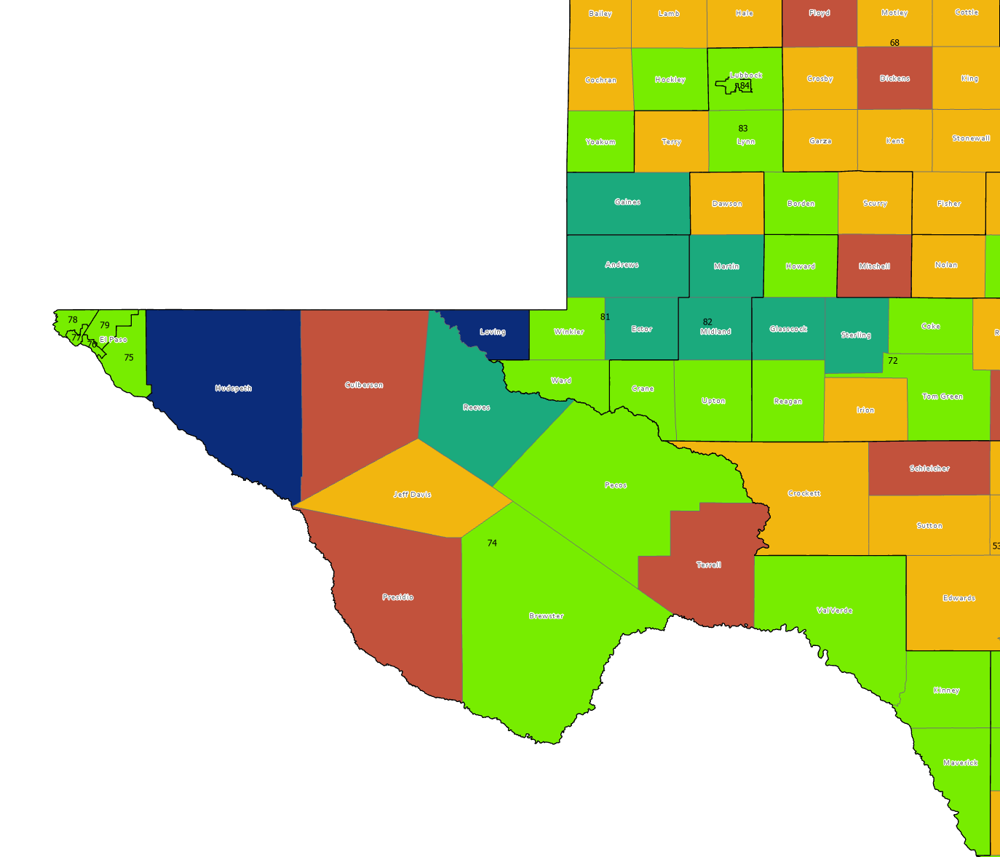 Bailey
Lamb
Hale
Floyd
Motley
Cottle
68
Cochran
Hockley
Lubbock
84
Crosby
Dickens
King
83
Yoakum
Terry
Lynn
Garza
Kent
Stonewall
Gaines
Dawson
Borden
Scurry
Fisher
Andrews
Martin
Howard
Mitchell
Nolan
78
79
77
76
El Paso
75
81
82
Loving
Winkler
Ector
Midland
Glasscock
Sterling
Coke
R
72
Hudspeth
Culberson
Reeves
Ward
Crane
Upton
Reagan
Irion
Tom Green
Jeff Davis
Pecos
Crockett
Schleicher
Sutton
53
74
Terrell
Presidio
Brewster
Val Verde
Edwards
Kinney
Maverick